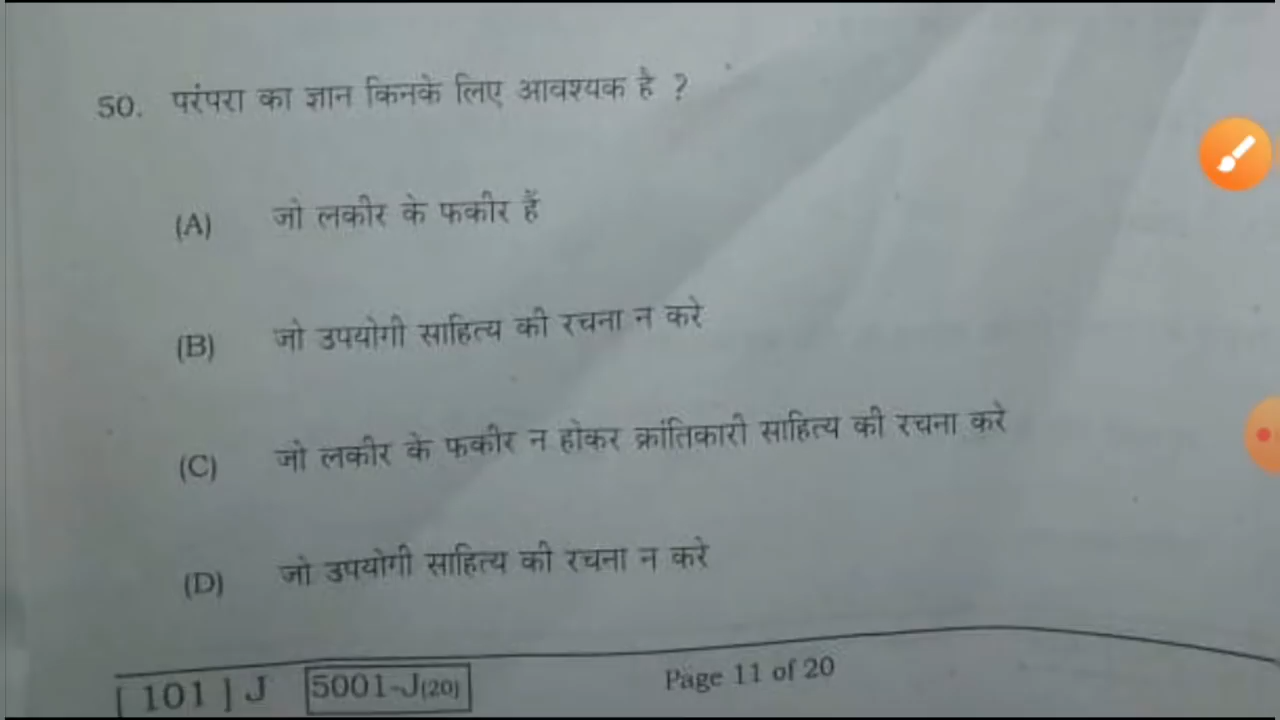 50. परंपरा का ज्ञान किनके लिए आवश्यक है ?
(A) जो लकीर के फकीर हैं
(B) जो उपयोगी साहित्य की रचना न करे
(C) जो लकीर के फकीर न होकर क्रांतिकारी साहित्य की रचना करे
(D) जो उपयोगी साहित्य की रचना न करे
[ 101 ] J 5001-J(20) Page 11 of 20